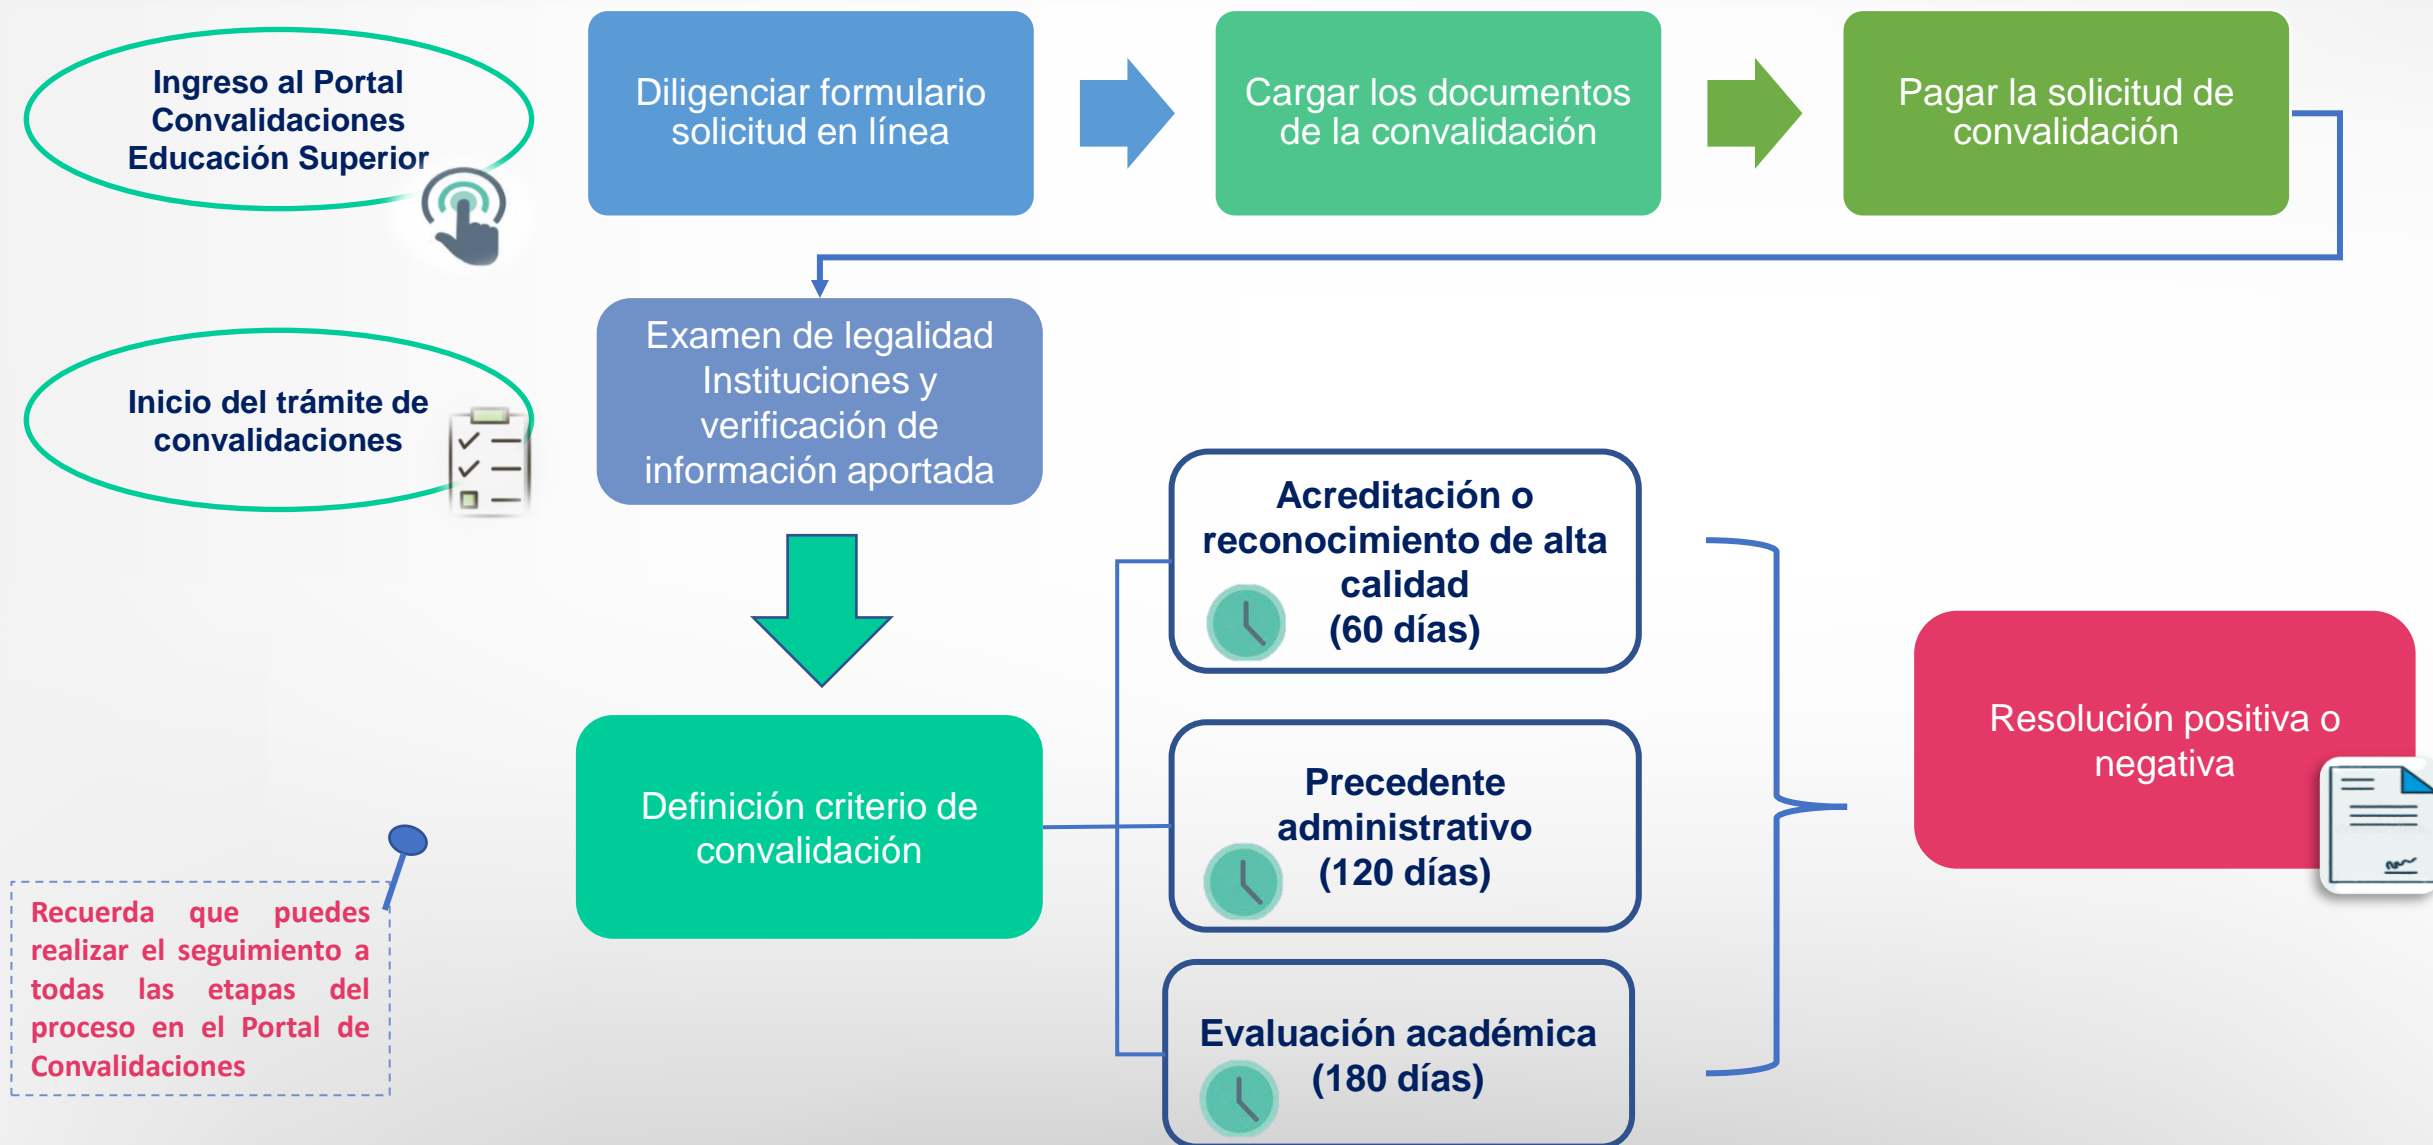 Ingreso al Portal
Convalidaciones
Educación Superior
Diligenciar formulario
solicitud en línea
Cargar los documentos
de la convalidación
Pagar la solicitud de
convalidación
Inicio del trámite de
convalidaciones
Examen de legalidad
Instituciones y
verificación de
información aportada
Definición criterio de
convalidación
Acreditación o
reconocimiento de alta
calidad
(60 días)
Precedente
administrativo
(120 días)
Evaluación académica
(180 días)
Resolución positiva o
negativa
Recuerda que puedes
realizar el seguimiento a
todas las etapas del
proceso en el Portal de
Convalidaciones